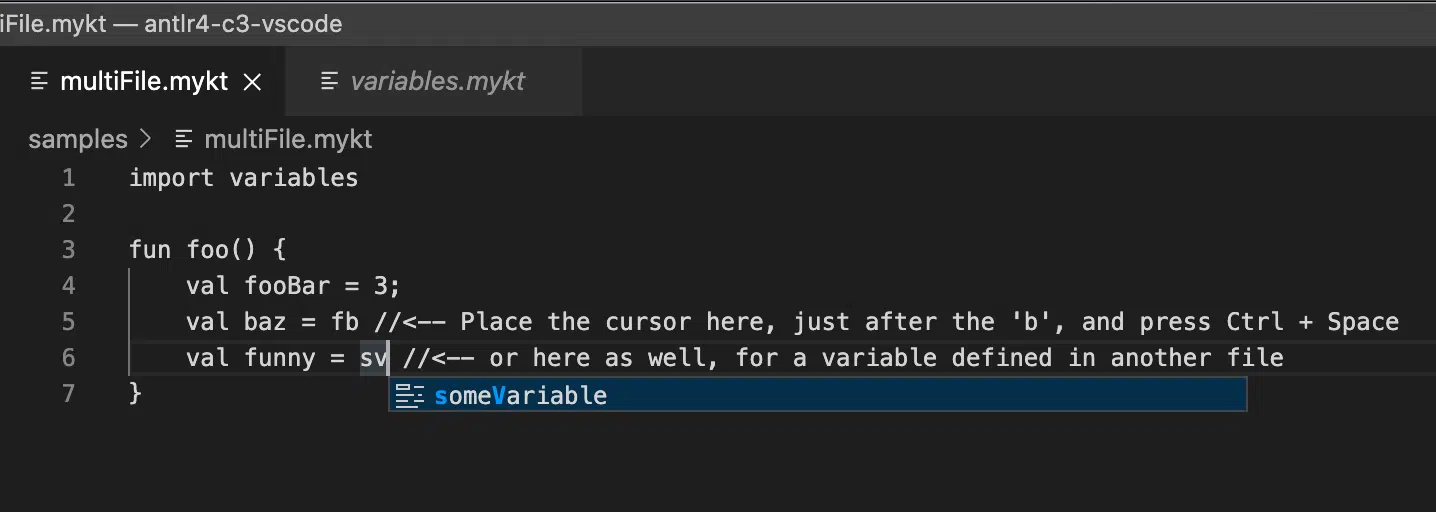 iFile.mykt — antlr4-c3-vscode
multiFile.mykt variables.mykt
samples > multiFile.mykt
1 import variables
2
3 fun foo() {
4 val fooBar = 3;
5 val baz = fb //<-- Place the cursor here, just after the 'b', and press Ctrl + Space
6 val funny = sv //<-- or here as well, for a variable defined in another file
someVariable
7 }